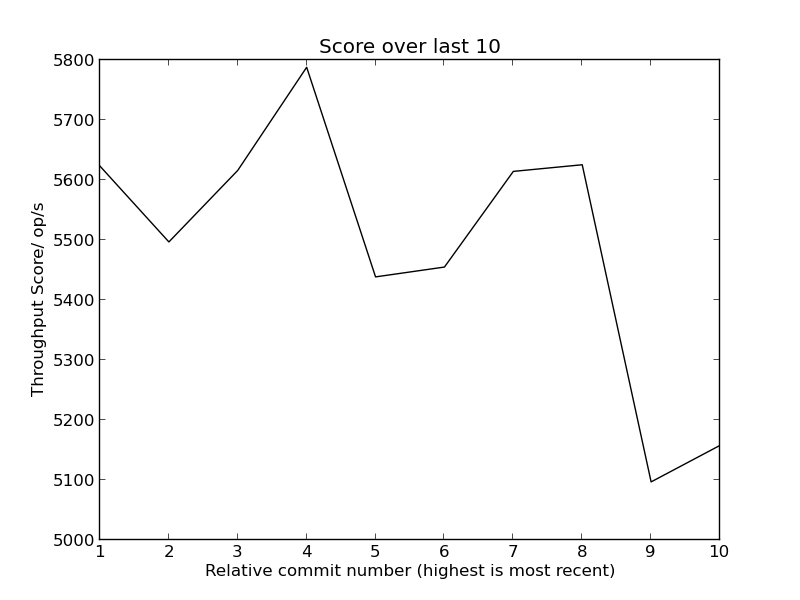 Score over last 10
5800
5700
5600
5500
5400
5300
5200
5100
5000
Throughput Score/ op/s
1 2 3 4 5 6 7 8 9 10
Relative commit number (highest is most recent)